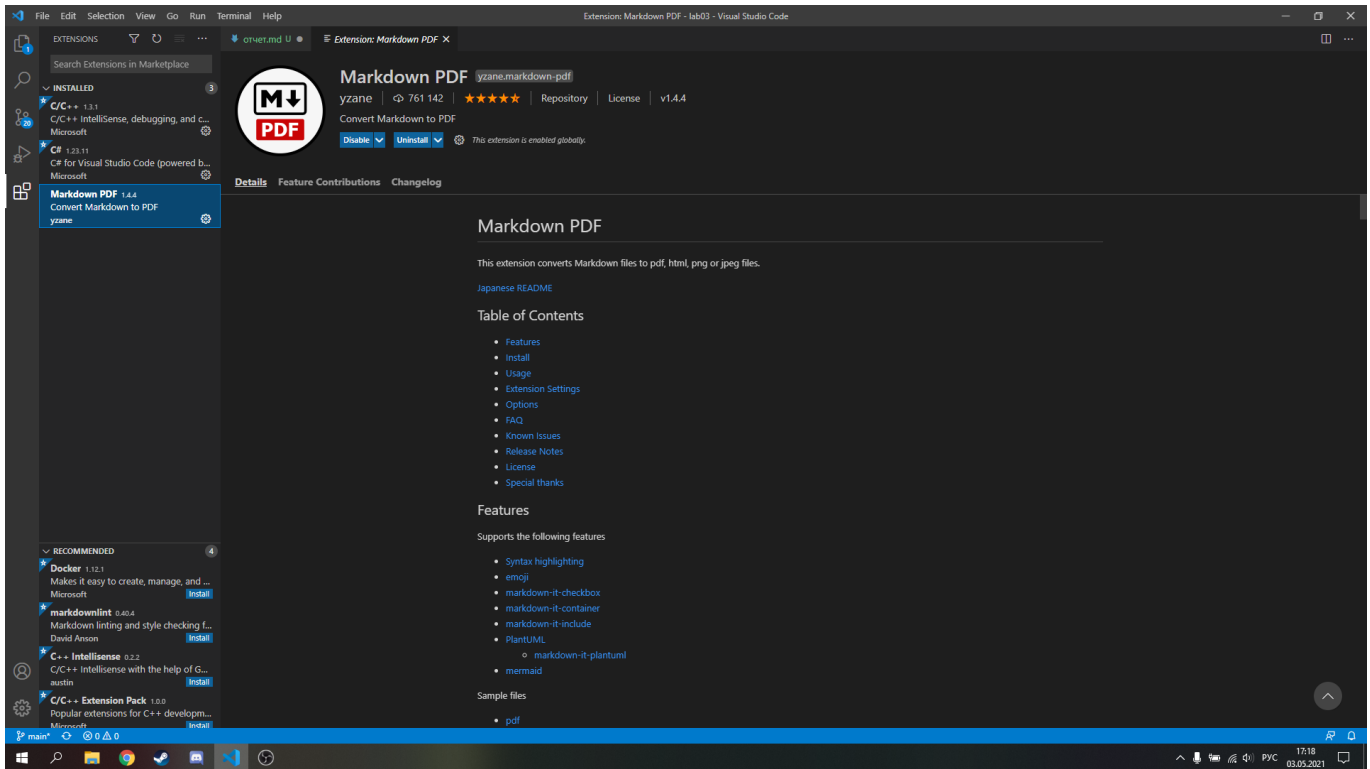 File Edit Selection View Go Run Terminal Help
Extension: Markdown PDF - lab03 - Visual Studio Code
EXTENSIONS
отчет.md U
Extension: Markdown PDF
1
20
Search Extensions in Marketplace
INSTALLED 3
C/C++ 1.3.1
C/C++ IntelliSense, debugging, and c...
Microsoft
C# 1.23.11
C# for Visual Studio Code (powered b...
Microsoft
Markdown PDF 1.4.4
Convert Markdown to PDF
yzane
RECOMMENDED 4
Docker 1.12.1
Makes it easy to create, manage, and ...
Microsoft Install
markdownlint 0.40.4
Markdown linting and style checking f...
David Anson Install
C++ Intellisense 0.2.2
C/C++ Intellisense with the help of G...
austin Install
C/C++ Extension Pack 1.0.0
Popular extensions for C++ developm...
Microsoft Install
M
PDF
Markdown PDF yzane.markdown-pdf
yzane 761 142 Repository License v1.4.4
Convert Markdown to PDF
Disable Uninstall This extension is enabled globally.
Details Feature Contributions Changelog
Markdown PDF
This extension converts Markdown files to pdf, html, png or jpeg files.
Japanese README
Table of Contents
Features
Install
Usage
Extension Settings
Options
FAQ
Known Issues
Release Notes
License
Special thanks
Features
Supports the following features
Syntax highlighting
emoji
markdown-it-checkbox
markdown-it-container
markdown-it-include
PlantUML
markdown-it-plantuml
mermaid
Sample files
pdf
main* 0 0
РУС
17:18
03.05.2021